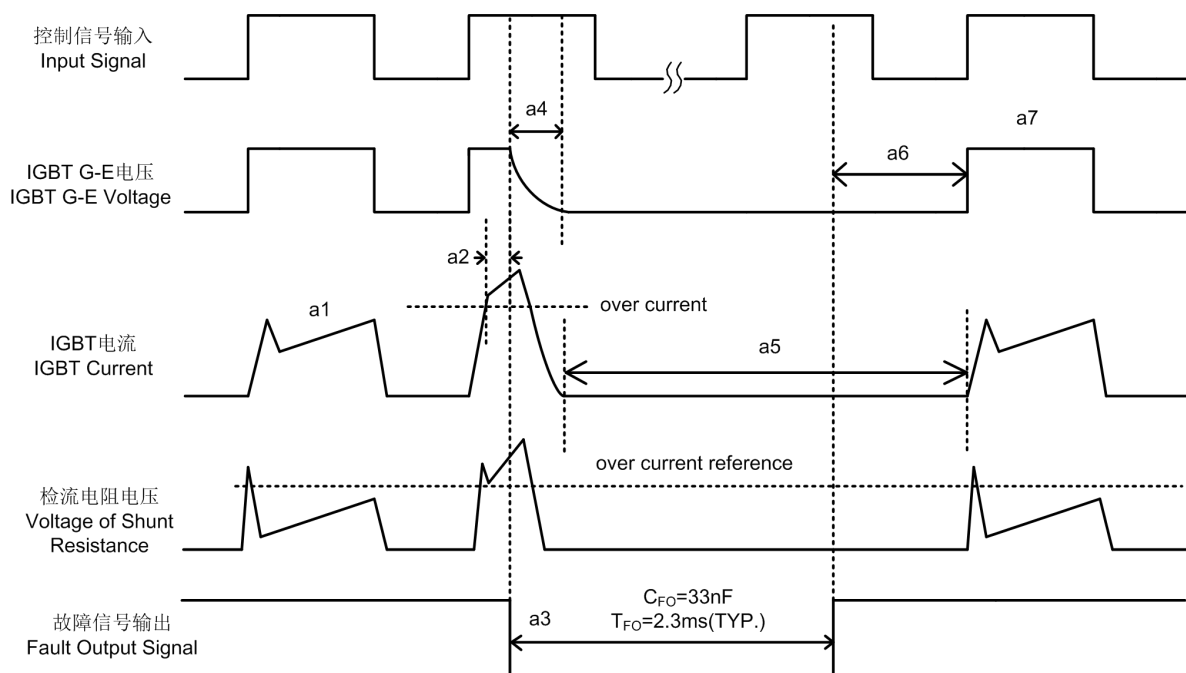 控制信号输入
Input Signal
a4
a7
IGBT G-E电压
IGBT G-E Voltage
a6
a2
over current
a1
IGBT电流
IGBT Current
a5
over current reference
检流电阻电压
Voltage of Shunt
Resistance
故障信号输出
Fault Output Signal
a3
CFO=33nF
TFO=2.3ms(TYP.)